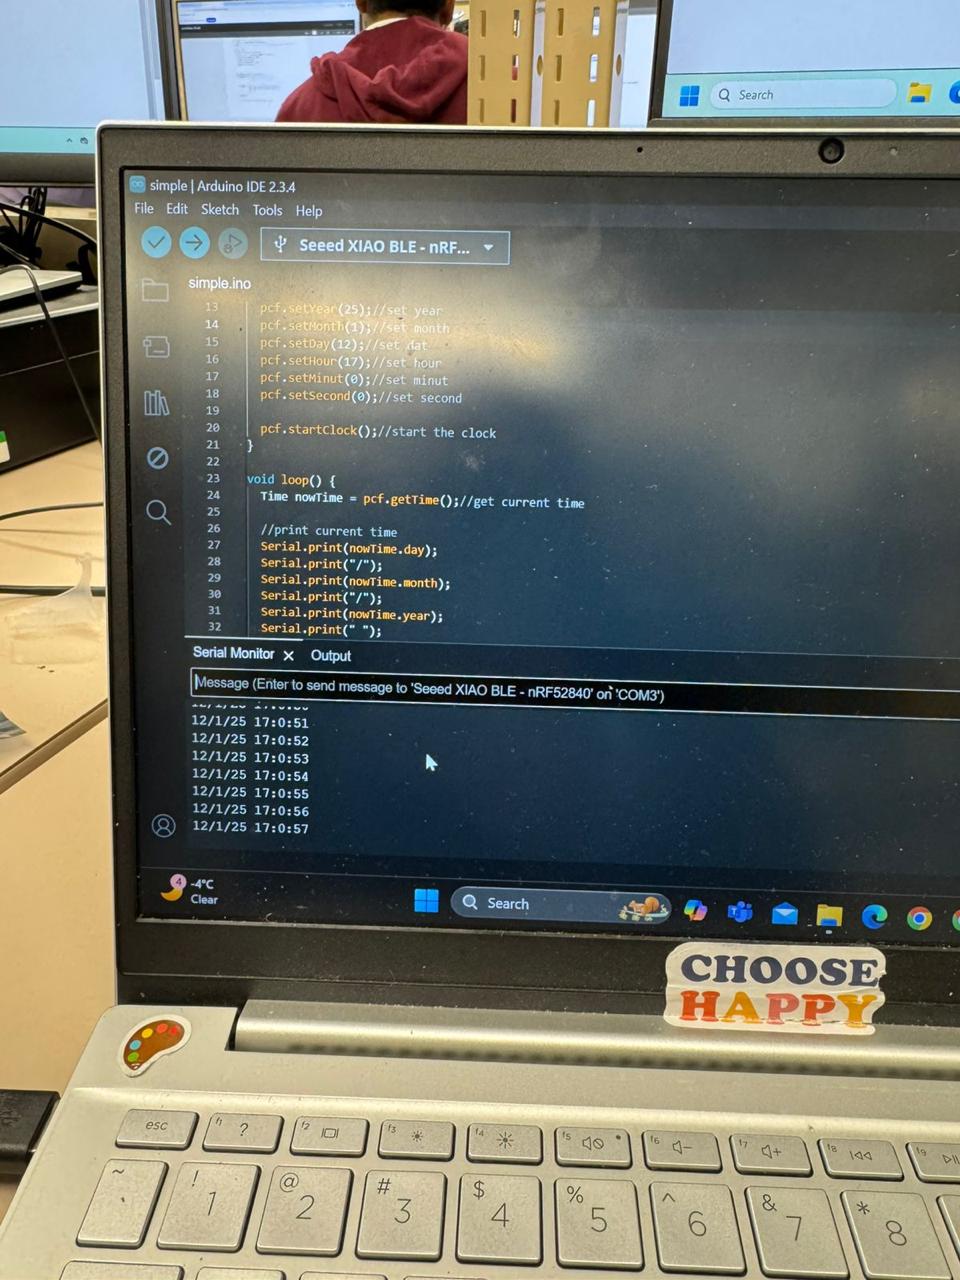 Search
simple | Arduino IDE 2.3.4
File Edit Sketch Tools Help
Seeed XIAO BLE - nRF...
simple.ino
13 pcf.setYear(25);//set year
14 pcf.setMonth(1);//set month
15 pcf.setDay(12);//set dat
16 pcf.setHour(17);//set hour
17 pcf.setMinut(0);//set minut
18 pcf.setSecond(0);//set second
19
20 pcf.startClock();//start the clock
21 }
22
23 void loop() {
24 Time nowTime = pcf.getTime();//get current time
25
26 //print current time
27 Serial.print(nowTime.day);
28 Serial.print("/");
29 Serial.print(nowTime.month);
30 Serial.print("/");
31 Serial.print(nowTime.year);
32 Serial.print(" ");
Serial Monitor × Output
Message (Enter to send message to 'Seeed XIAO BLE - nRF52840' on 'COM3')
12/1/25 17:0:51
12/1/25 17:0:52
12/1/25 17:0:53
12/1/25 17:0:54
12/1/25 17:0:55
12/1/25 17:0:56
12/1/25 17:0:57
4 -4°C
Clear
Search
CHOOSE
HAPPY
esc f1 ? f2 f3 f4 f5 f6 f7 f8 f9
~ ` ! 1 @ 2 # 3 $ 4 % 5 ^ 6 & 7 * 8